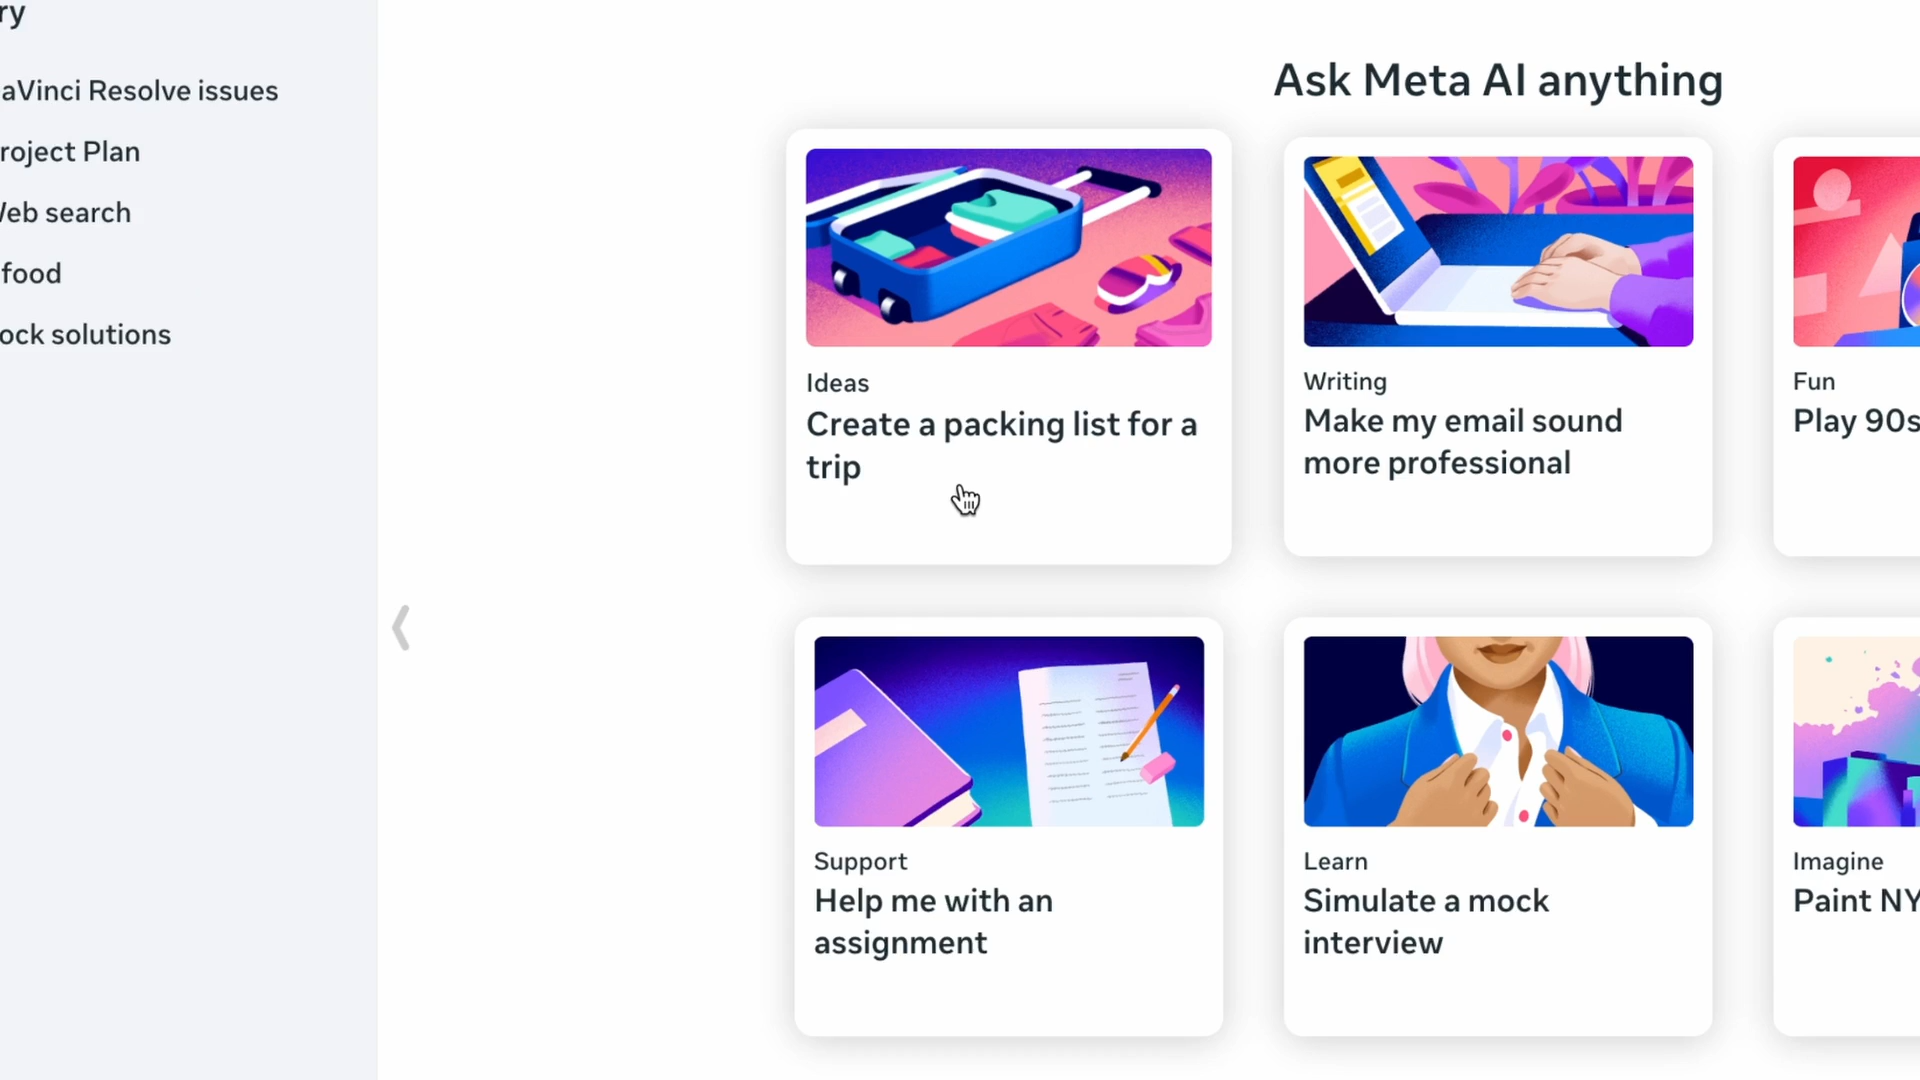 ry
aVinci Resolve issues
roject Plan
Web search
food
ock solutions
Ask Meta AI anything
Ideas
Create a packing list for a
trip
Writing
Make my email sound
more professional
Fun
Play 90s
Support
Help me with an
assignment
Learn
Simulate a mock
interview
Imagine
Paint NY